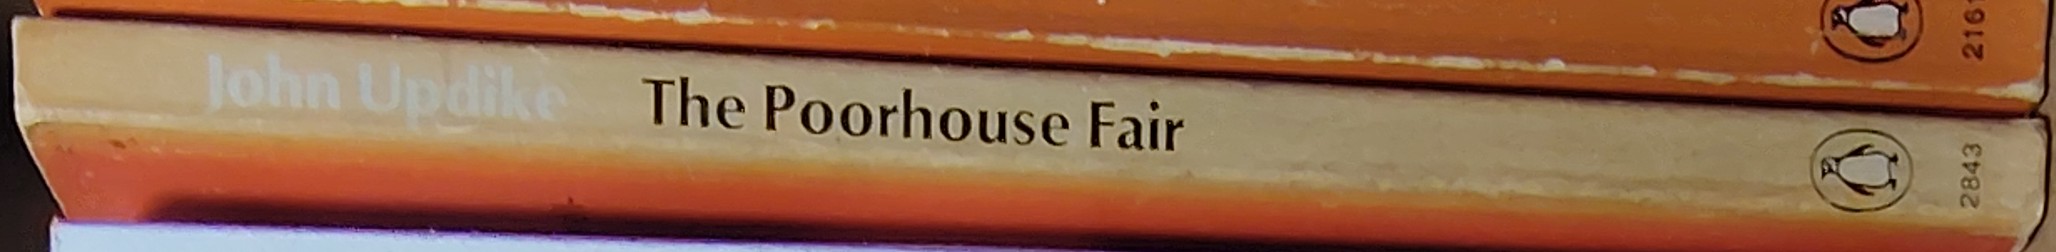 2161
John Updike The Poorhouse Fair 2843